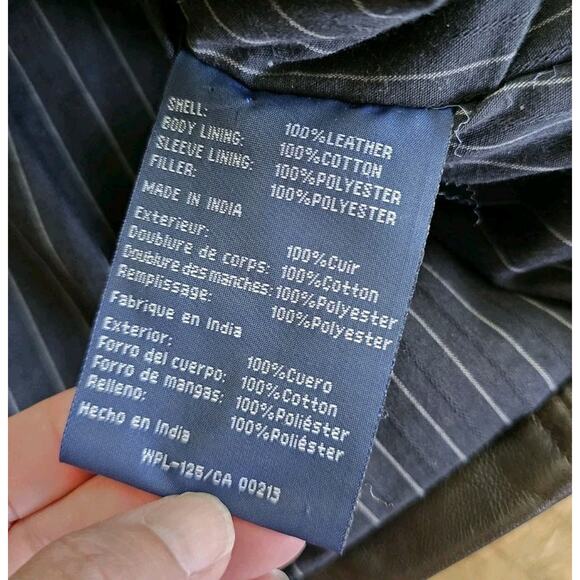 SHELL: 100%LEATHER
BODY LINING: 100%COTTON
SLEEVE LINING: 100%POLYESTER
FILLER: 100%POLYESTER
MADE IN INDIA
Exterieur: 100%Cuir
Doublure de corps: 100%Cotton
Doublure des manches: 100%Polyester
Remplissage: 100%Polyester
Fabrique en India
Exterior: 100%Cuero
Forro del cuerpo: 100%Cotton
Forro de mangas: 100%Poliéster
Relleno: 100%Poliéster
Hecho en India
WPL-125/CA 00213